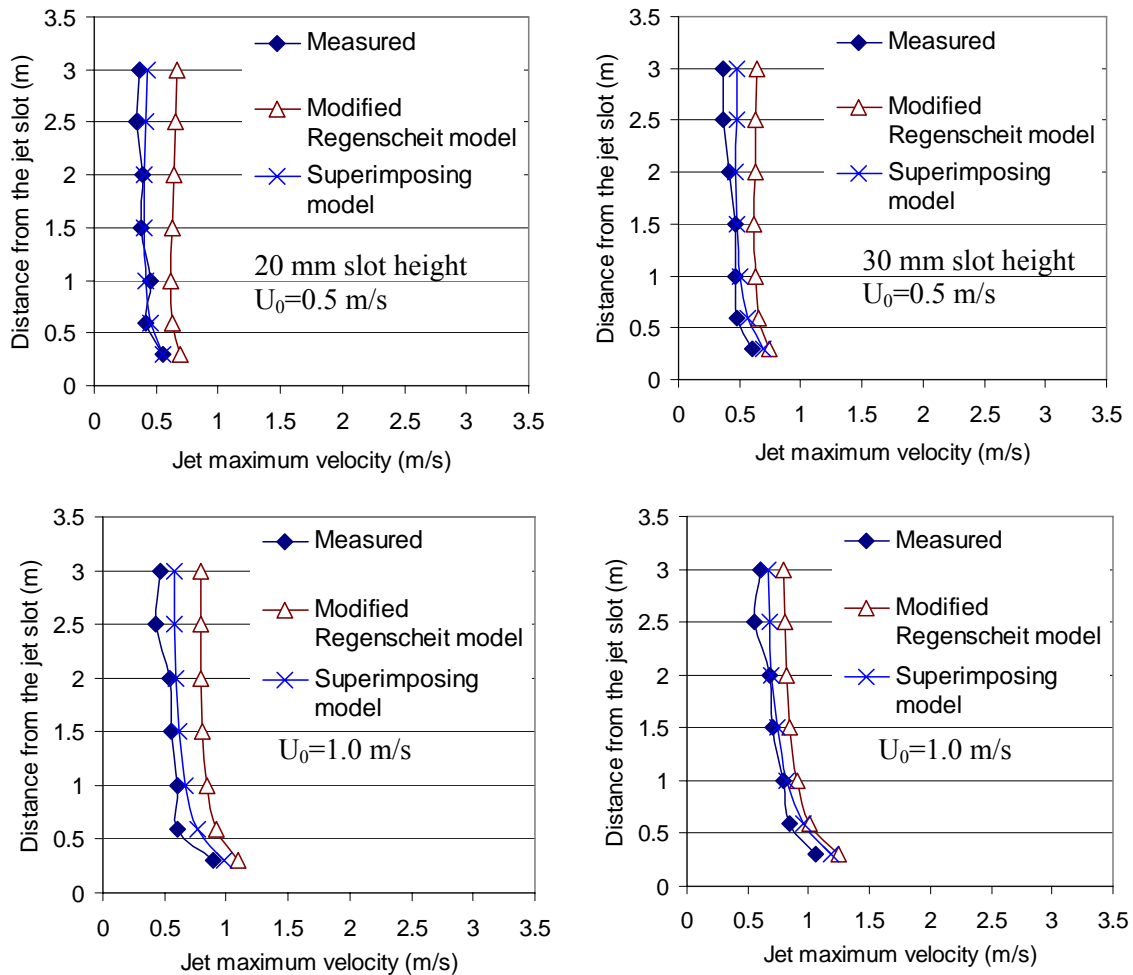 3.5
3
2.5
2
1.5
1
0.5
0
Distance from the jet slot (m)
Measured
Modified
Regenscheit model
Superimposing
model
20 mm slot height
U₀=0.5 m/s
0 0.5 1 1.5 2 2.5 3 3.5
Jet maximum velocity (m/s)
3.5
3
2.5
2
1.5
1
0.5
0
Distance from the jet slot (m)
Measured
Modified
Regenscheit model
Superimposing
model
30 mm slot height
U₀=0.5 m/s
0 0.5 1 1.5 2 2.5 3 3.5
Jet maximum velocity (m/s)
3.5
3
2.5
2
1.5
1
0.5
0
Distance from the jet slot (m)
Measured
Modified
Regenscheit model
Superimposing
model
U₀=1.0 m/s
0 0.5 1 1.5 2 2.5 3 3.5
Jet maximum velocity (m/s)
3.5
3
2.5
2
1.5
1
0.5
0
Distance from the jet slot (m)
Measured
Modified
Regenscheit model
Superimposing
model
U₀=1.0 m/s
0 0.5 1 1.5 2 2.5 3 3.5
Jet maximum velocity (m/s)